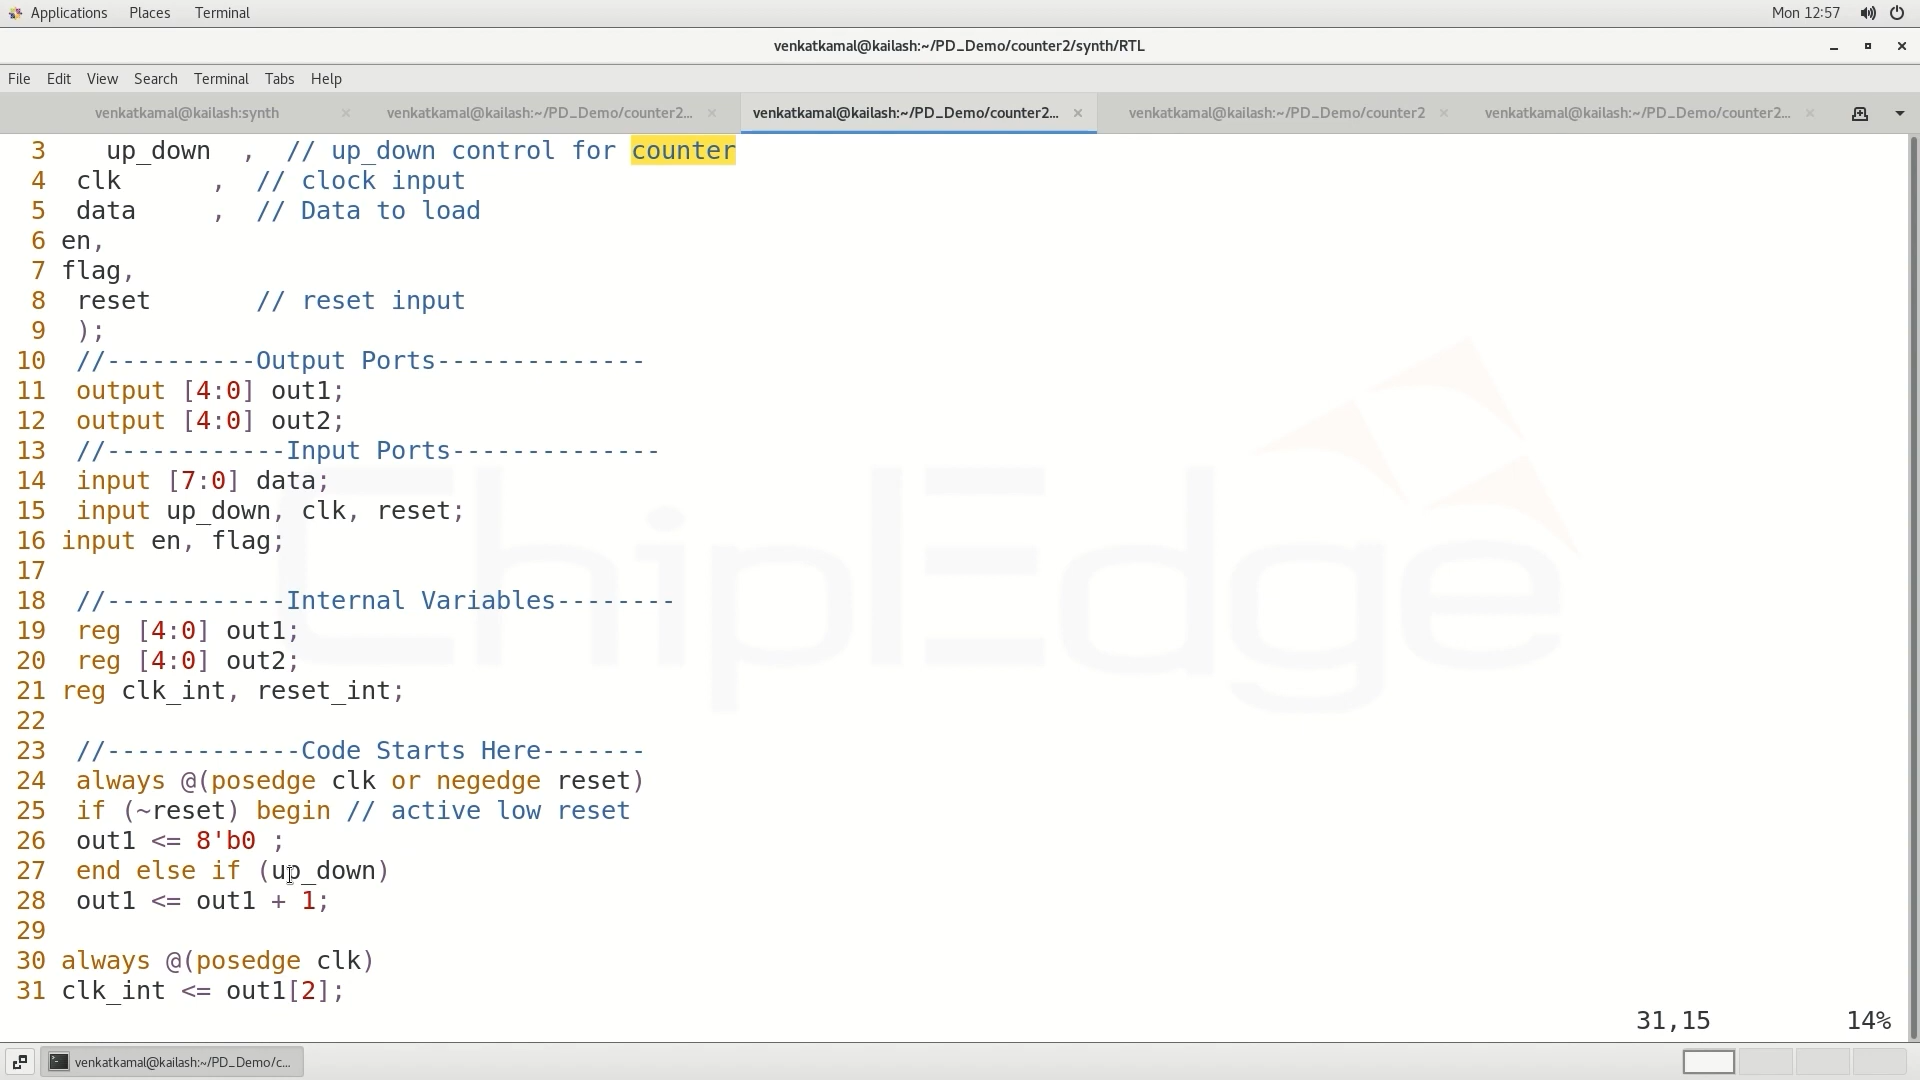 Applications Places Terminal Mon 12:57
venkatkamal@kailash:~/PD_Demo/counter2/synth/RTL
File Edit View Search Terminal Tabs Help
venkatkamal@kailash:synth venkatkamal@kailash:~/PD_Demo/counter2... venkatkamal@kailash:~/PD_Demo/counter2... venkatkamal@kailash:~/PD_Demo/counter2 venkatkamal@kailash:~/PD_Demo/counter2...
3    up_down  ,  // up_down control for counter
4  clk      ,  // clock input
5  data     ,  // Data to load
6 en,
7 flag,
8  reset       // reset input
9  );
10  //----------Output Ports--------------
11  output [4:0] out1;
12  output [4:0] out2;
13  //------------Input Ports--------------
14  input [7:0] data;
15  input up_down, clk, reset;
16 input en, flag;
17
18  //------------Internal Variables--------
19  reg [4:0] out1;
20  reg [4:0] out2;
21 reg clk_int, reset_int;
22
23  //-------------Code Starts Here-------
24  always @(posedge clk or negedge reset)
25  if (~reset) begin // active low reset
26  out1 <= 8'b0 ;
27  end else if (up_down)
28  out1 <= out1 + 1;
29
30 always @(posedge clk)
31 clk_int <= out1[2];
31,15 14%
ChiplEdge
venkatkamal@kailash:~/PD_Demo/c...